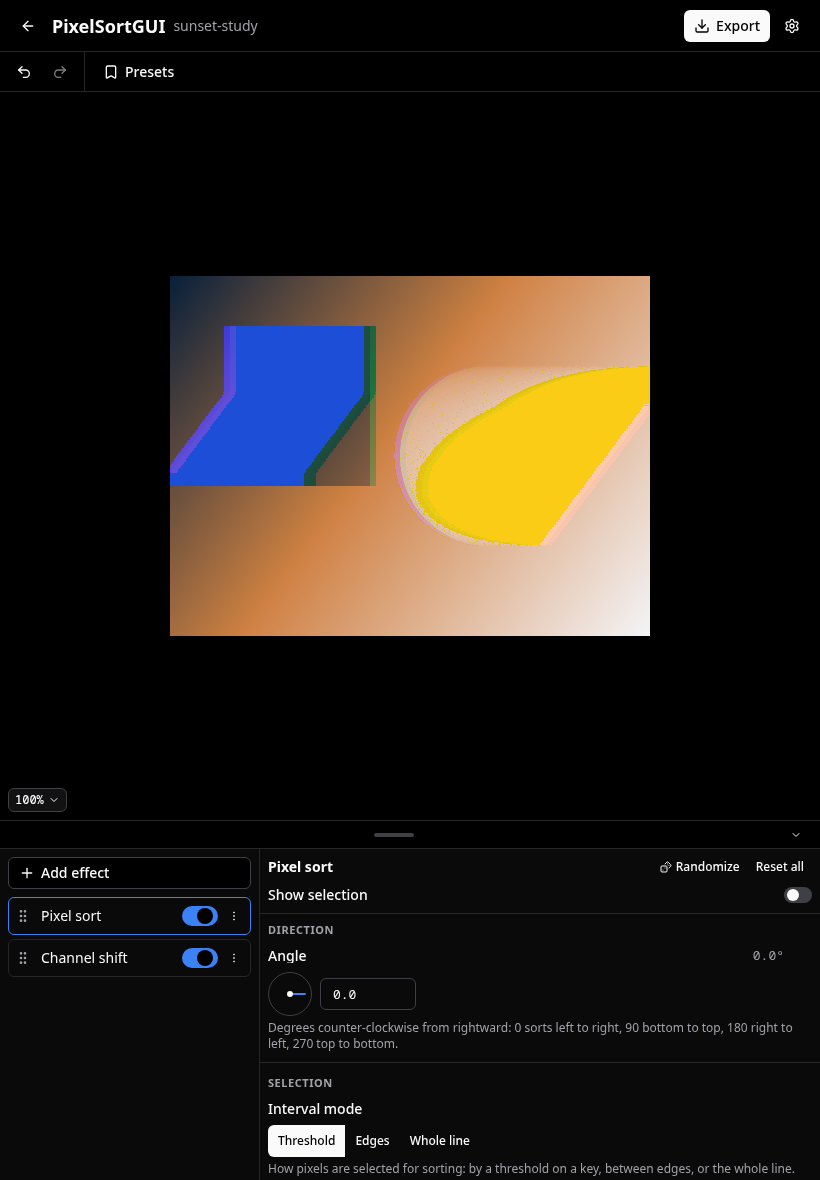 PixelSortGUI sunset-study Export
Presets
100%
Add effect
Pixel sort
Channel shift
Pixel sort Randomize Reset all
Show selection
DIRECTION
Angle 0.0°
0.0
Degrees counter-clockwise from rightward: 0 sorts left to right, 90 bottom to top, 180 right to
left, 270 top to bottom.
SELECTION
Interval mode
Threshold Edges Whole line
How pixels are selected for sorting: by a threshold on a key, between edges, or the whole line.